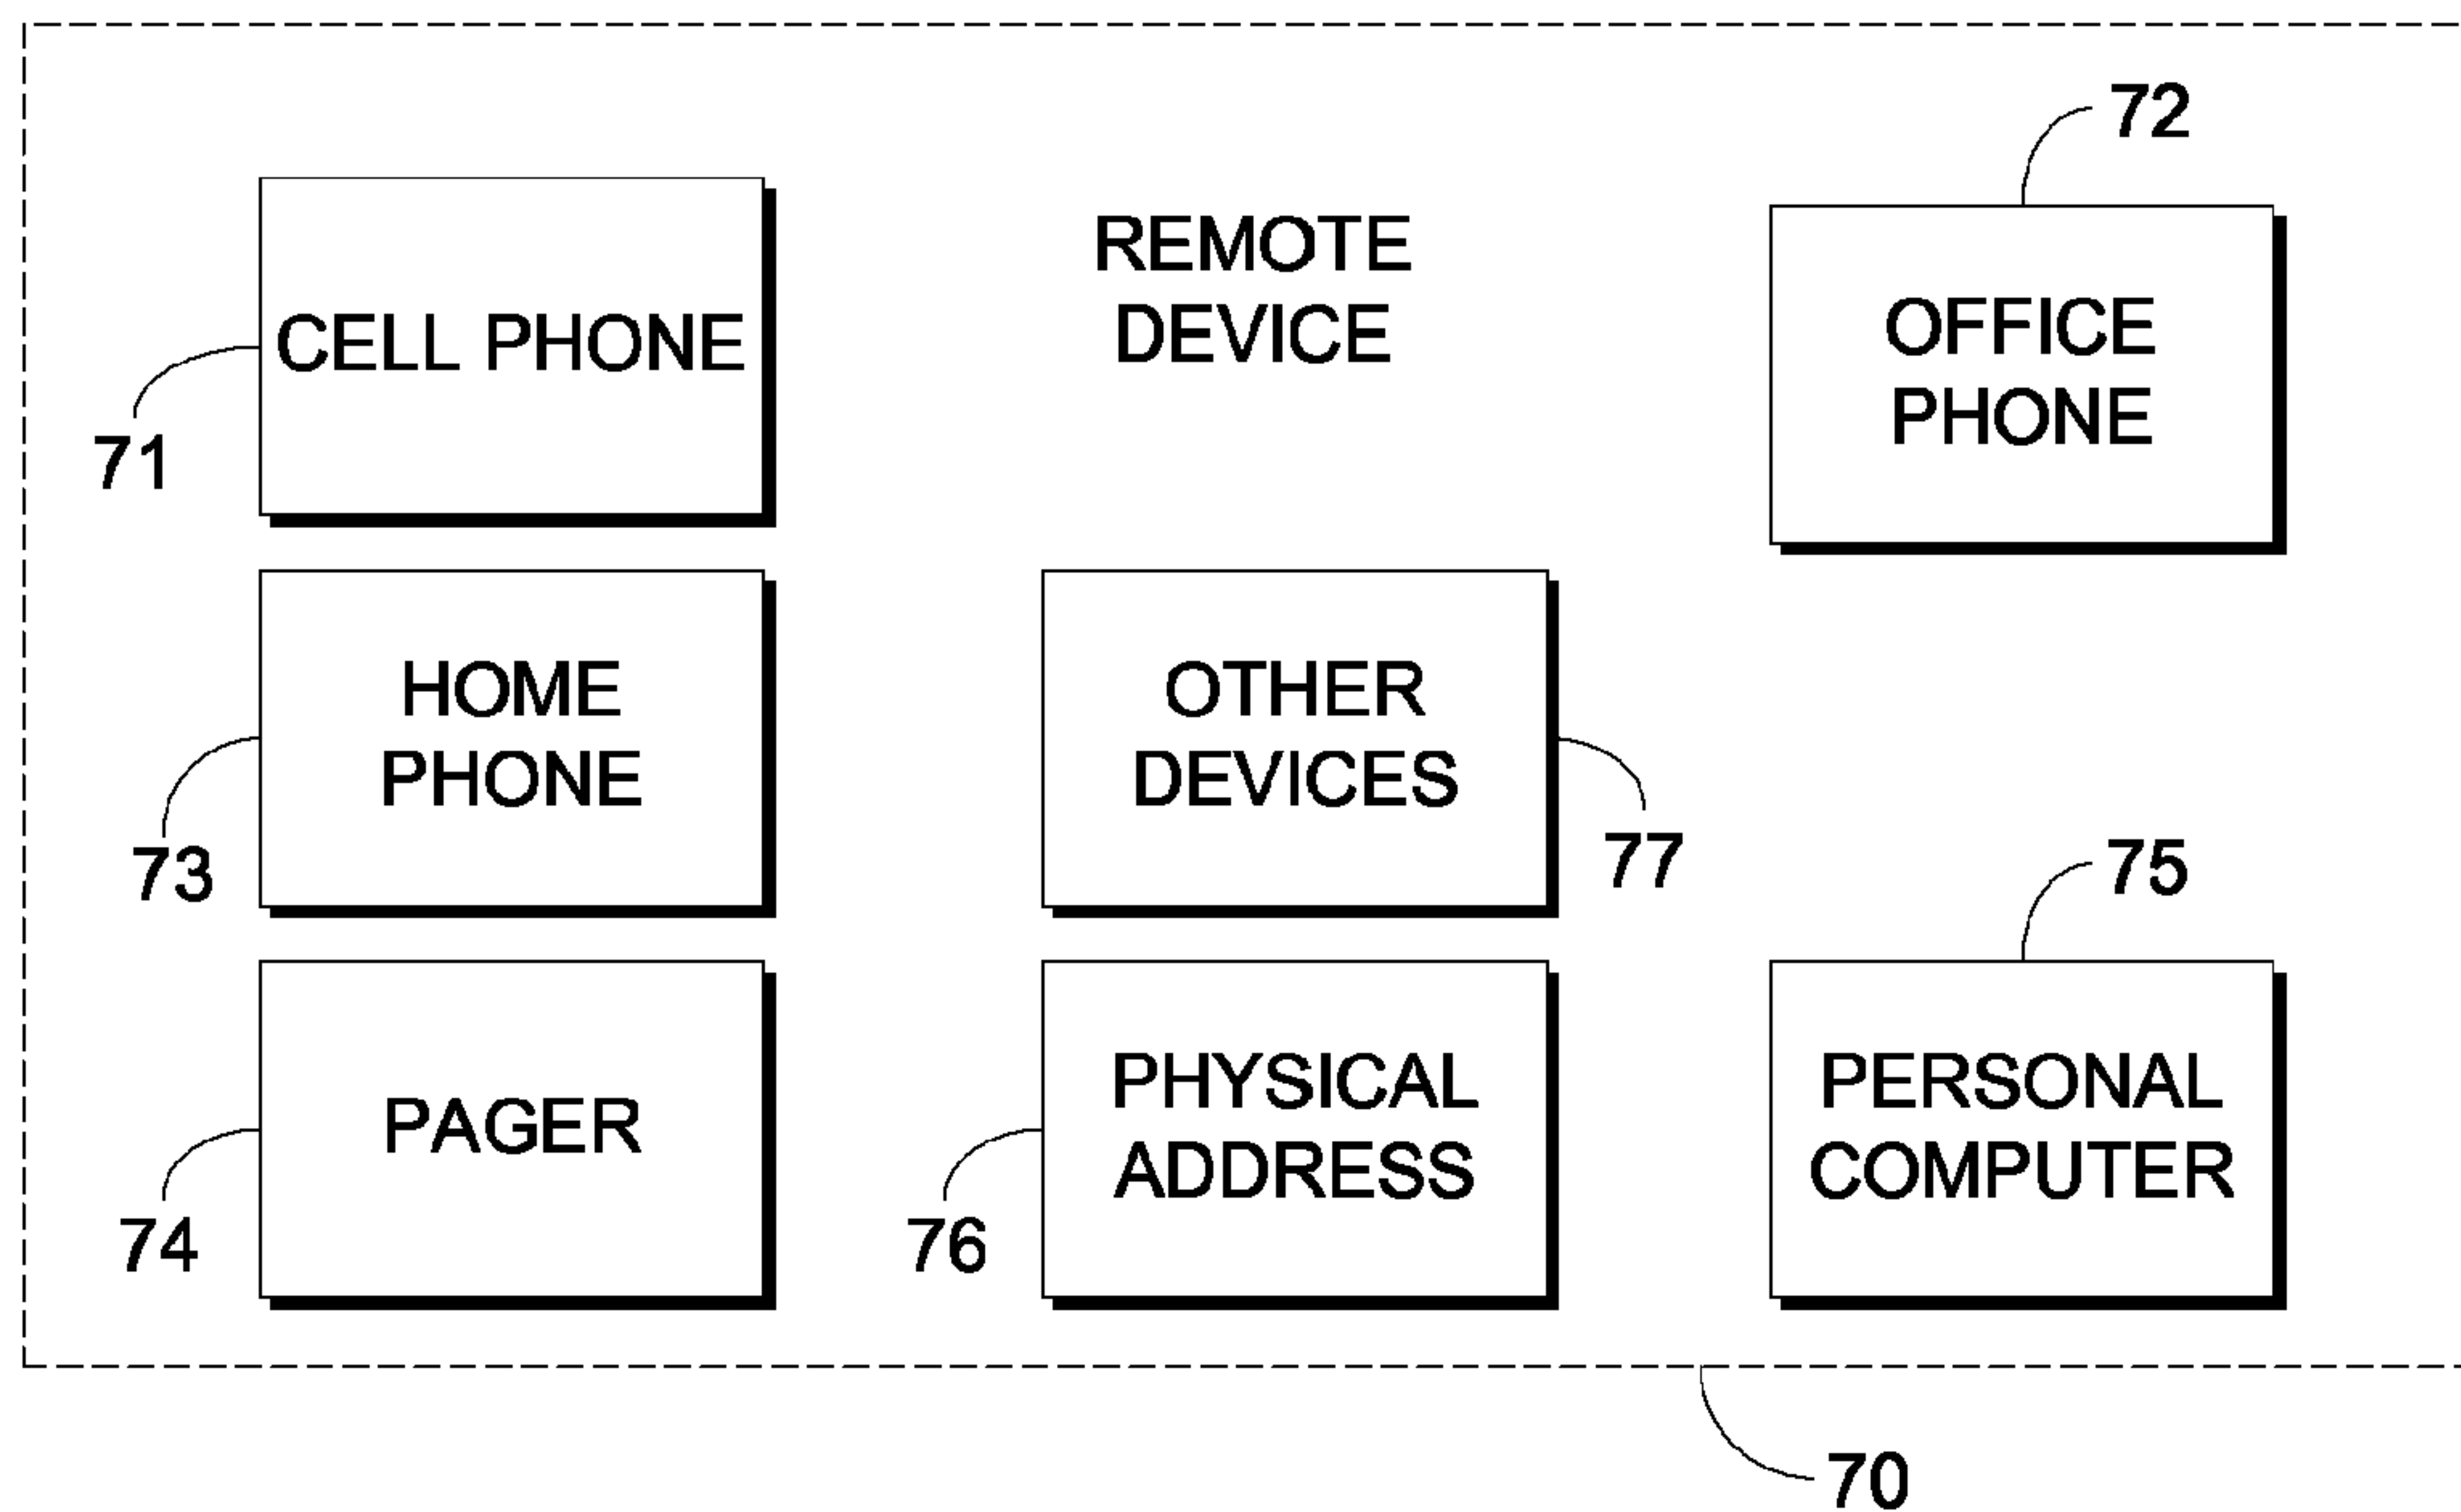 72
REMOTE
DEVICE
CELL PHONE
71
OFFICE
PHONE
HOME
PHONE
73
OTHER
DEVICES
77
75
PAGER
74
PHYSICAL
ADDRESS
76
PERSONAL
COMPUTER
70